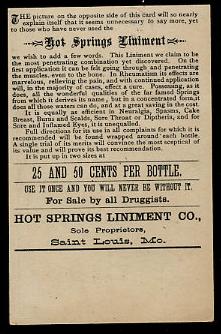 THE picture on the opposite side of this card will so nearly
explain itself that it seems unnecessary to say more, yet
to those who have never used the
Hot Springs Liniment
we wish to add a few words. This Liniment we claim to be
the most penetrating combination yet discovered. On the
first application it can be felt going through and penetrating
the muscles, even to the bone. In Rheumatism its effects are
marvelous, relieving the pain, and with continued application
will, in the majority of cases, effect a cure. Possessing, as it
does, all the wonderful qualities of the far famed Springs
from which it derives its name, but in a concentrated form, it
does all those waters can do, and at a great saving in the cost.
It is equally as efficient in Neuralgia, Sprains, Cake
Breast, Burns and Scalds, Sore Throat or Diptheria, and for
Sore and Inflamed Eyes, it is unequalled.
Full directions for its use in all complaints for which it is
recommended will be found wrapped around each bottle.
A single trial of its merits will convince the most sceptical of
its value and will prove its best recommendation.
It is put up in two sizes at
25 AND 50 CENTS PER BOTTLE.
USE IT ONCE AND YOU WILL NEVER BE WITHOUT IT.
For Sale by all Druggists.
HOT SPRINGS LINIMENT CO.,
Sole Proprietors,
Saint Louis, Mo.